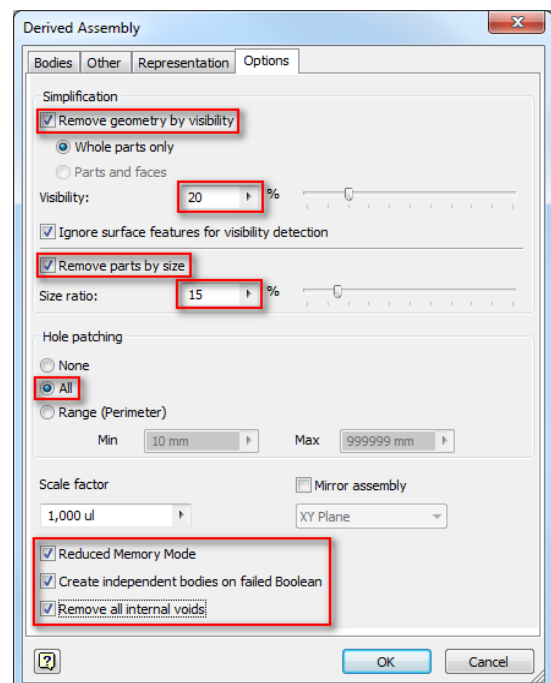 Derived Assembly
Bodies Other Representation Options
Simplification
Remove geometry by visibility
Whole parts only
Parts and faces
Visibility: 20 %
Ignore surface features for visibility detection
Remove parts by size
Size ratio: 15 %
Hole patching
None
All
Range (Perimeter)
Min 10 mm Max 999999 mm
Scale factor Mirror assembly
1,000 ul XY Plane
Reduced Memory Mode
Create independent bodies on failed Boolean
Remove all internal voids
? OK Cancel